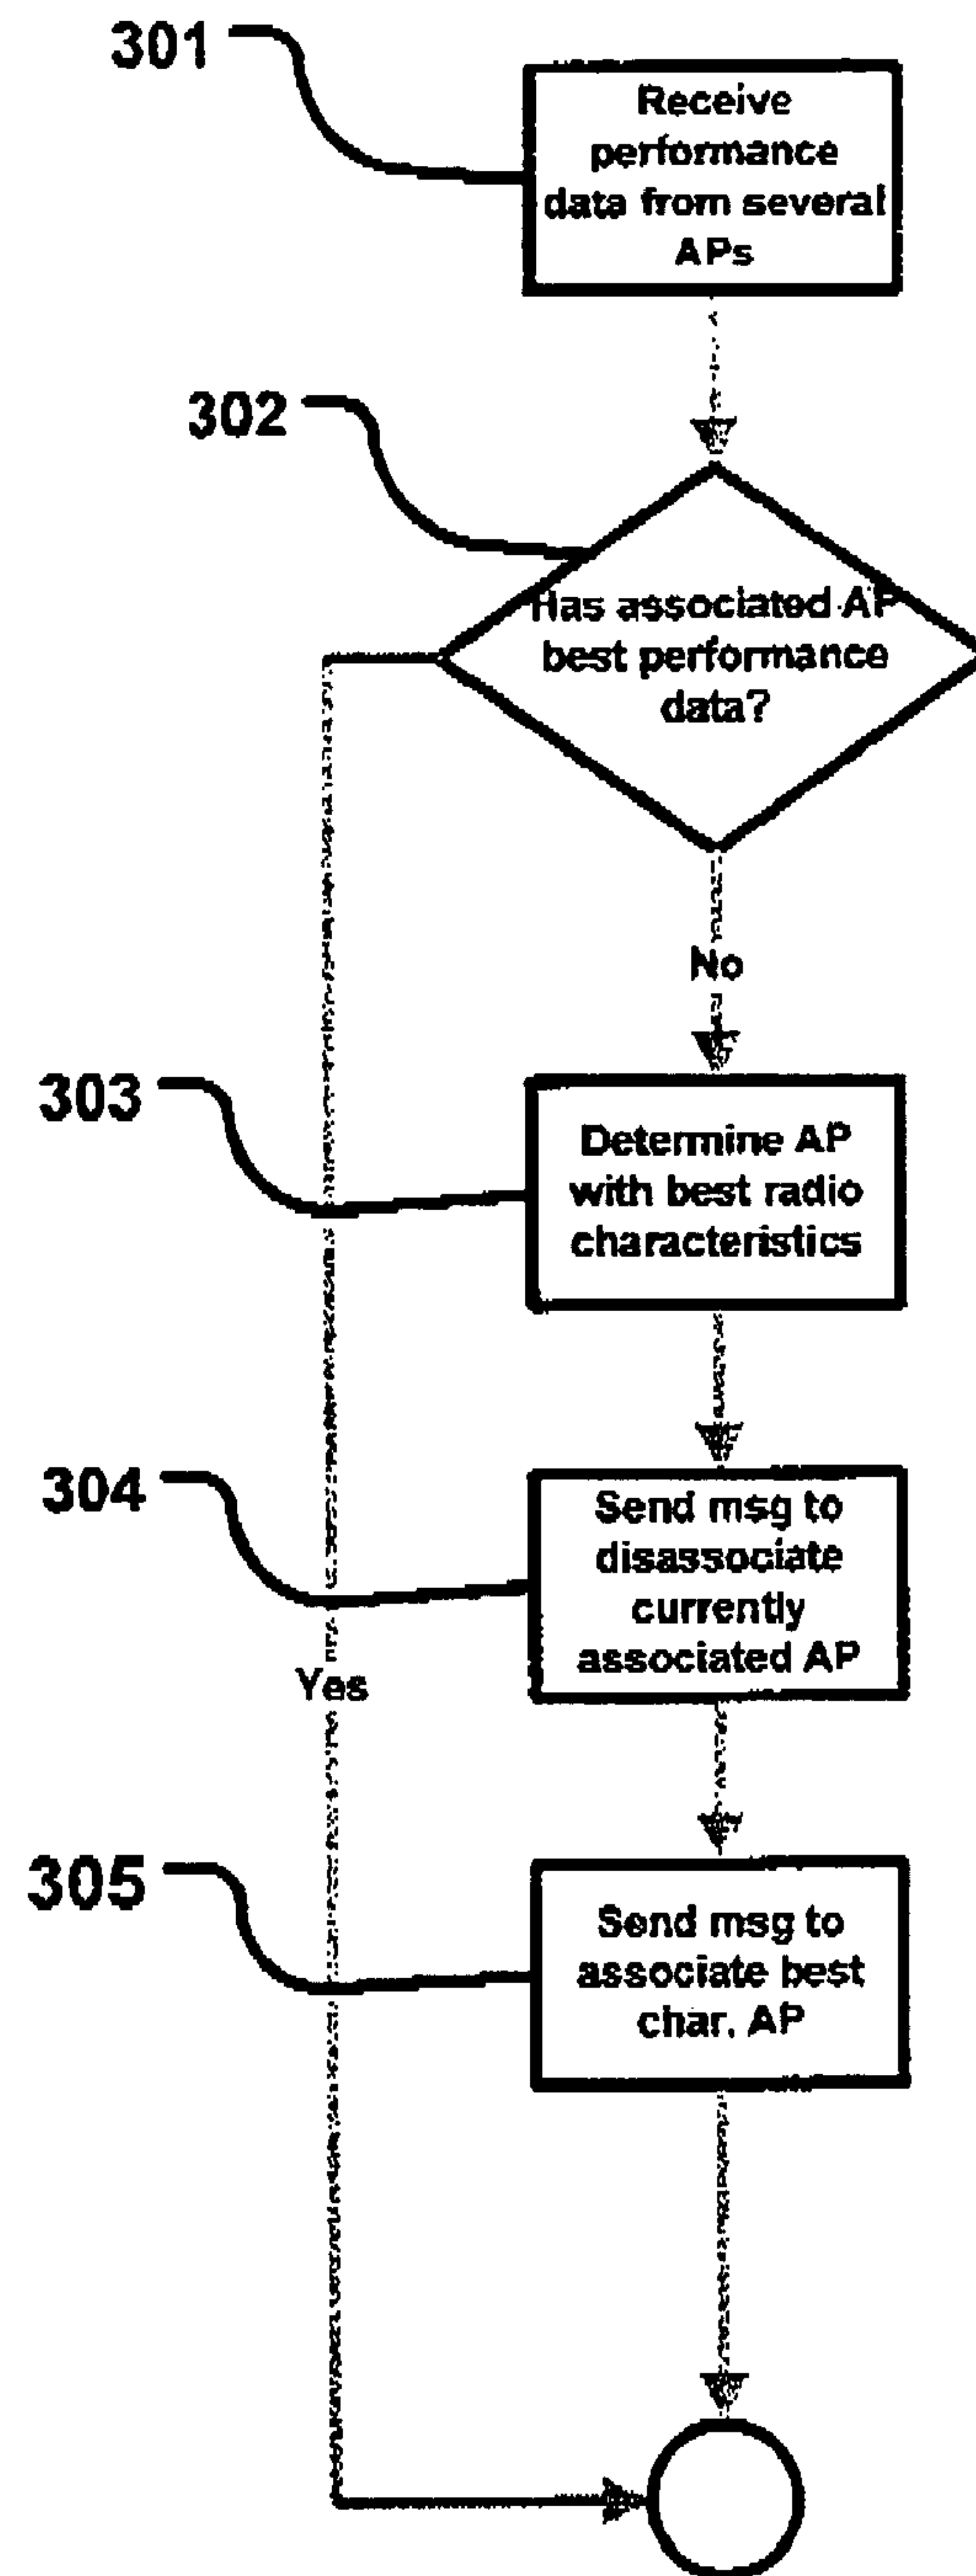 301
Receive
performance
data from several
APs
302
Has associated AP
best performance
data?
No
303
Determine AP
with best radio
characteristics
304
Send msg to
disassociate
currently
associated AP
Yes
305
Send msg to
associate best
char. AP